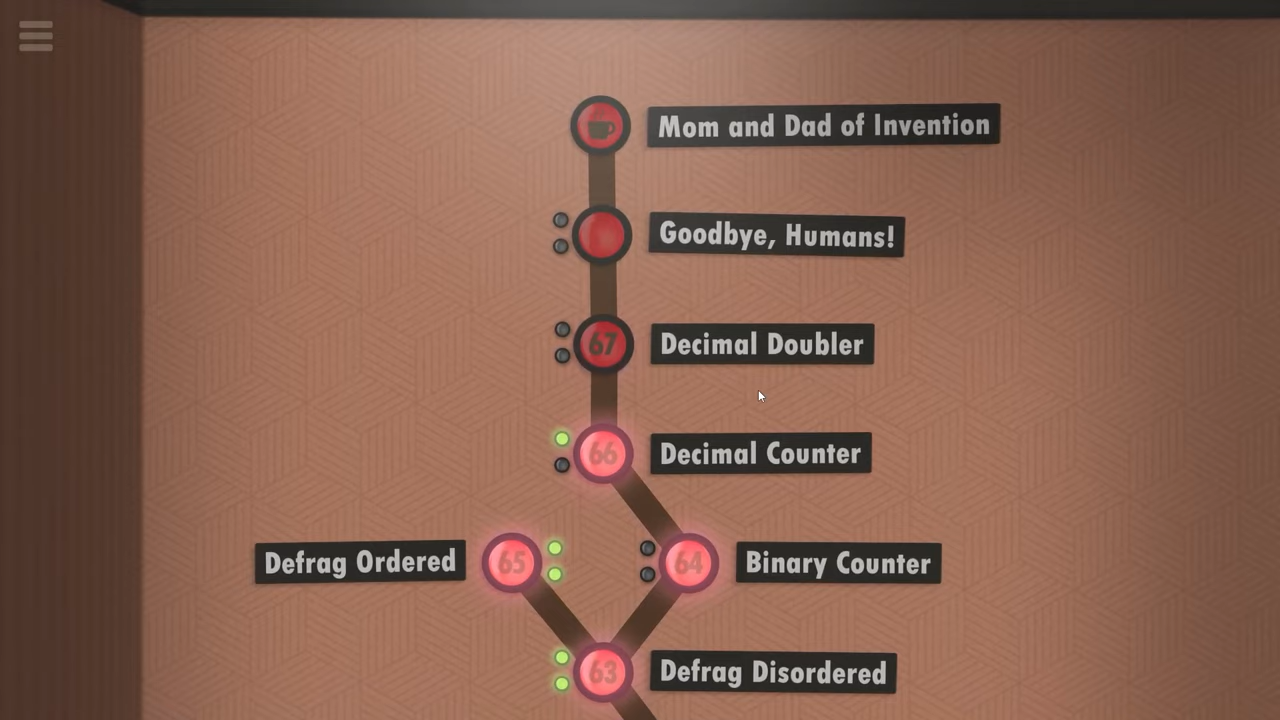 Mom and Dad of Invention
Goodbye, Humans!
67 Decimal Doubler
66 Decimal Counter
Defrag Ordered 65
64 Binary Counter
63 Defrag Disordered